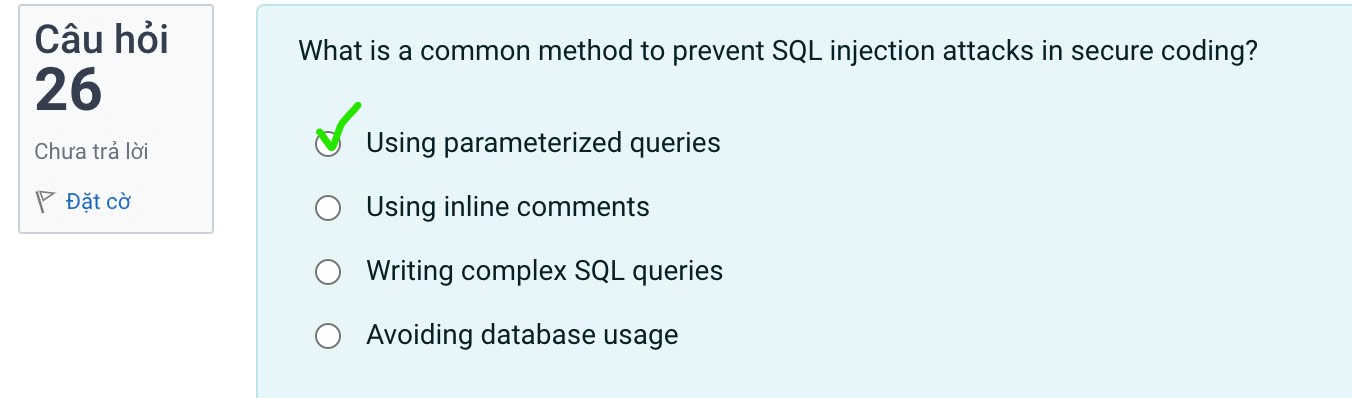 Câu hỏi
26
Chưa trả lời
Đặt cờ
What is a common method to prevent SQL injection attacks in secure coding?
Using parameterized queries
Using inline comments
Writing complex SQL queries
Avoiding database usage